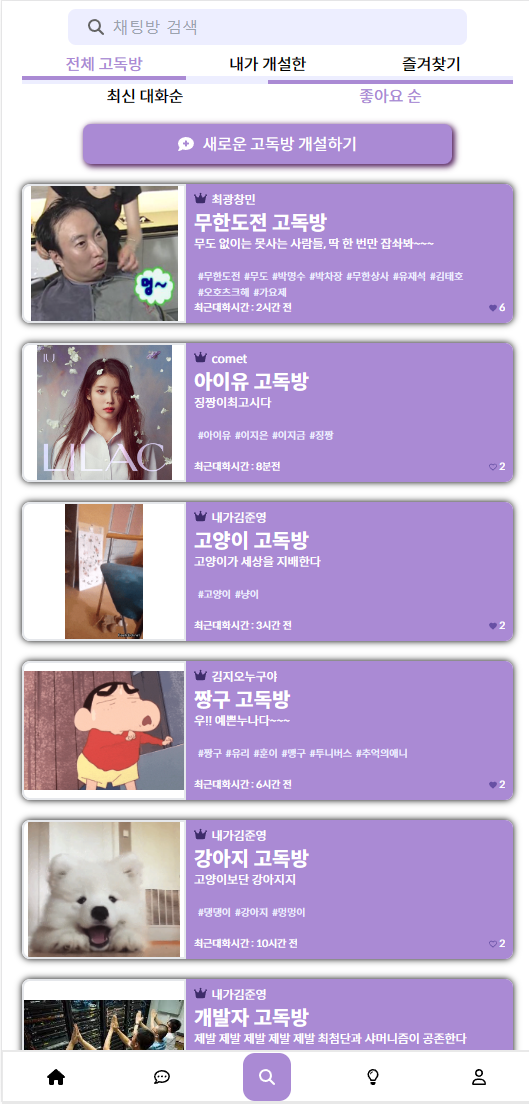 채팅방 검색
전체 고독방 내가 개설한 즐겨찾기
최신 대화순 좋아요 순
새로운 고독방 개설하기
최광창민
무한도전 고독방
무도 없이는 못사는 사람들, 딱 한 번만 잡솨봐~~~
#무한도전 #무도 #박명수 #박차장 #무한상사 #유재석 #김태호
#오호츠크해 #가요제
최근대화시간 : 2시간 전 6
멍~
comet
아이유 고독방
징짱이최고시다
#아이유 #이지은 #이지금 #징짱
최근대화시간 : 8분전 2
IU
LILAC
내가김준영
고양이 고독방
고양이가 세상을 지배한다
#고양이 #냥이
최근대화시간 : 3시간 전 2
김지오누구야
짱구 고독방
우!! 예쁜누나다~~~
#짱구 #유리 #훈이 #맹구 #투니버스 #추억의애니
최근대화시간 : 6시간 전 2
내가김준영
강아지 고독방
고양이보단 강아지지
#댕댕이 #강아지 #멍멍이
최근대화시간 : 10시간 전 2
내가김준영
개발자 고독방
제발 제발 제발 제발 제발 최첨단과 샤머니즘이 공존한다